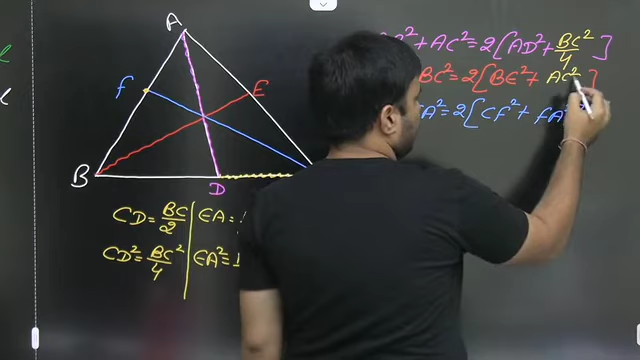 A
² + AC² = 2[AD² + BC²/4]
f
E
BC² = 2[BE² + AC²]
A² = 2[Cf² + fA²
B
D
CD = BC/2
EA =
CD² = BC²/4
EA² =